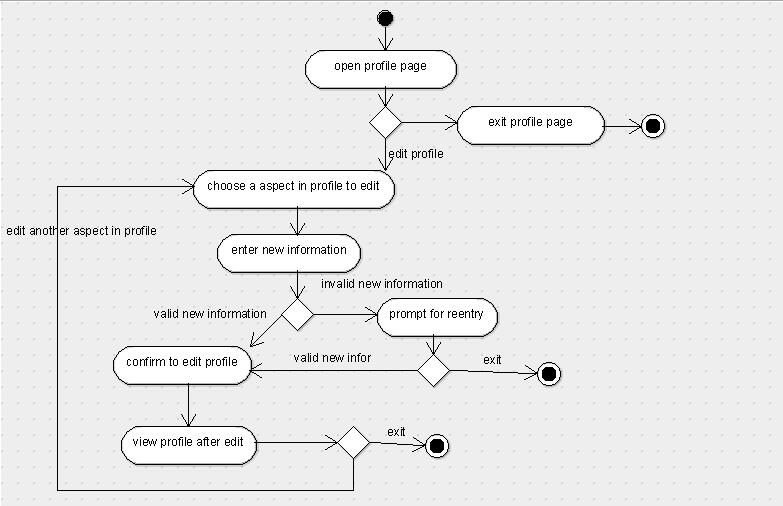 open profile page
exit profile page
edit profile
choose a aspect in profile to edit
edit another aspect in profile
enter new information
invalid new information
valid new information
prompt for reentry
confirm to edit profile
valid new infor
exit
view profile after edit
exit